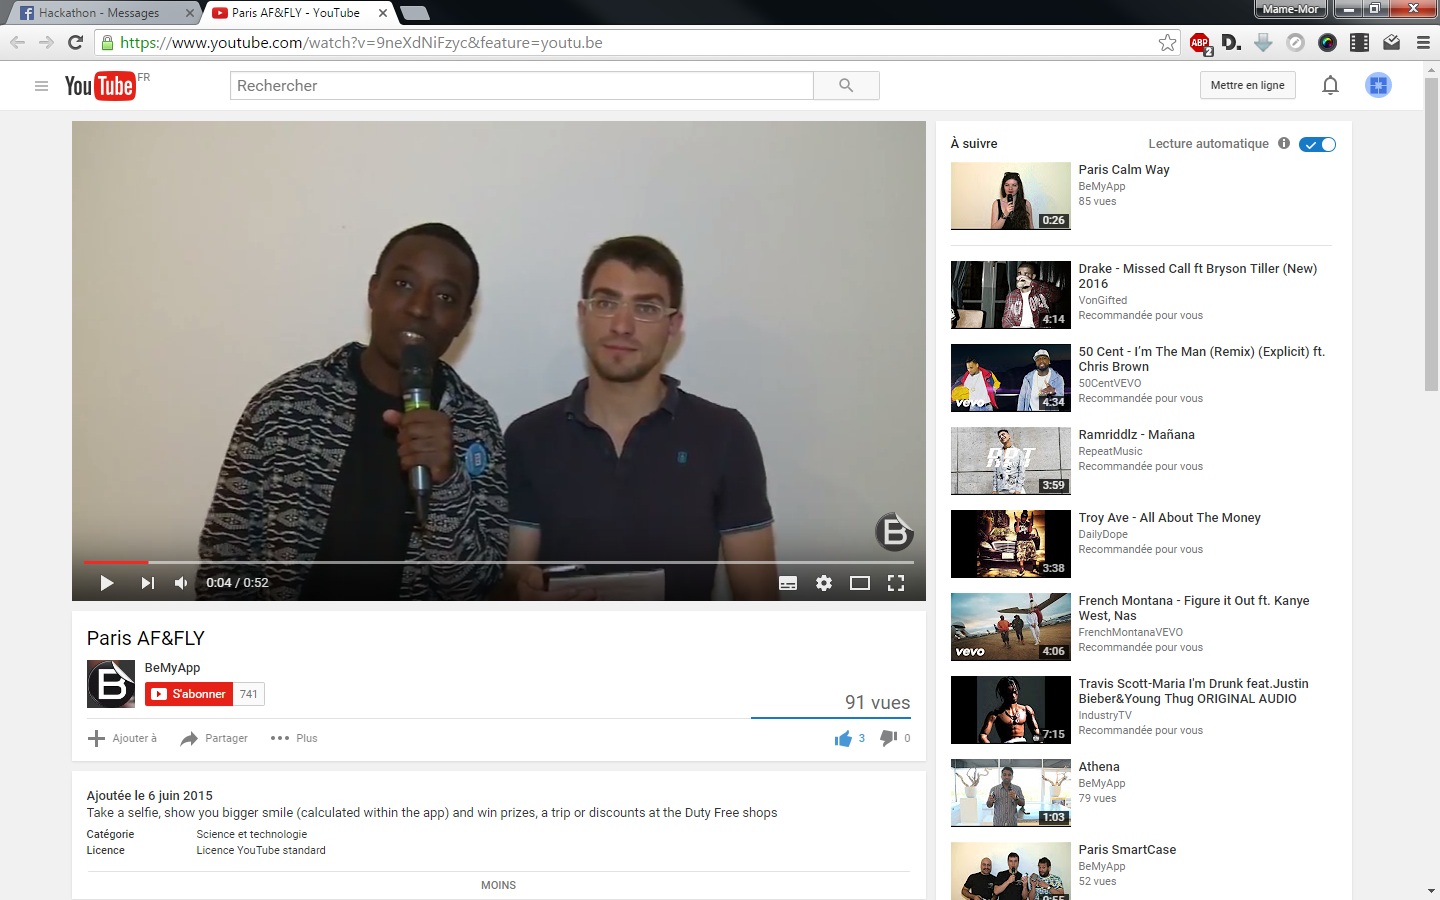 Hackathon - Messages
Paris AF&FLY - YouTube
Mame-Mor
https://www.youtube.com/watch?v=9neXdNiFzyc&feature=youtu.be
ABP
2
D.
YouTube FR
Rechercher
Mettre en ligne
B
0:04 / 0:52
Paris AF&FLY
B
BeMyApp
S'abonner
741
91 vues
Ajouter à
Partager
Plus
3
0
Ajoutée le 6 juin 2015
Take a selfie, show you bigger smile (calculated within the app) and win prizes, a trip or discounts at the Duty Free shops
Catégorie
Science et technologie
Licence
Licence YouTube standard
MOINS
À suivre
Lecture automatique
0:26
Paris Calm Way
BeMyApp
85 vues
4:14
Drake - Missed Call ft Bryson Tiller (New)
2016
VonGifted
Recommandée pour vous
vevo
4:34
50 Cent - I'm The Man (Remix) (Explicit) ft.
Chris Brown
50CentVEVO
Recommandée pour vous
RPT
3:59
Ramriddlz - Mañana
RepeatMusic
Recommandée pour vous
3:38
Troy Ave - All About The Money
DailyDope
Recommandée pour vous
vevo
4:06
French Montana - Figure it Out ft. Kanye
West, Nas
FrenchMontanaVEVO
Recommandée pour vous
7:15
Travis Scott-Maria I'm Drunk feat.Justin
Bieber&Young Thug ORIGINAL AUDIO
IndustryTV
Recommandée pour vous
1:03
Athena
BeMyApp
79 vues
0:55
Paris SmartCase
BeMyApp
52 vues